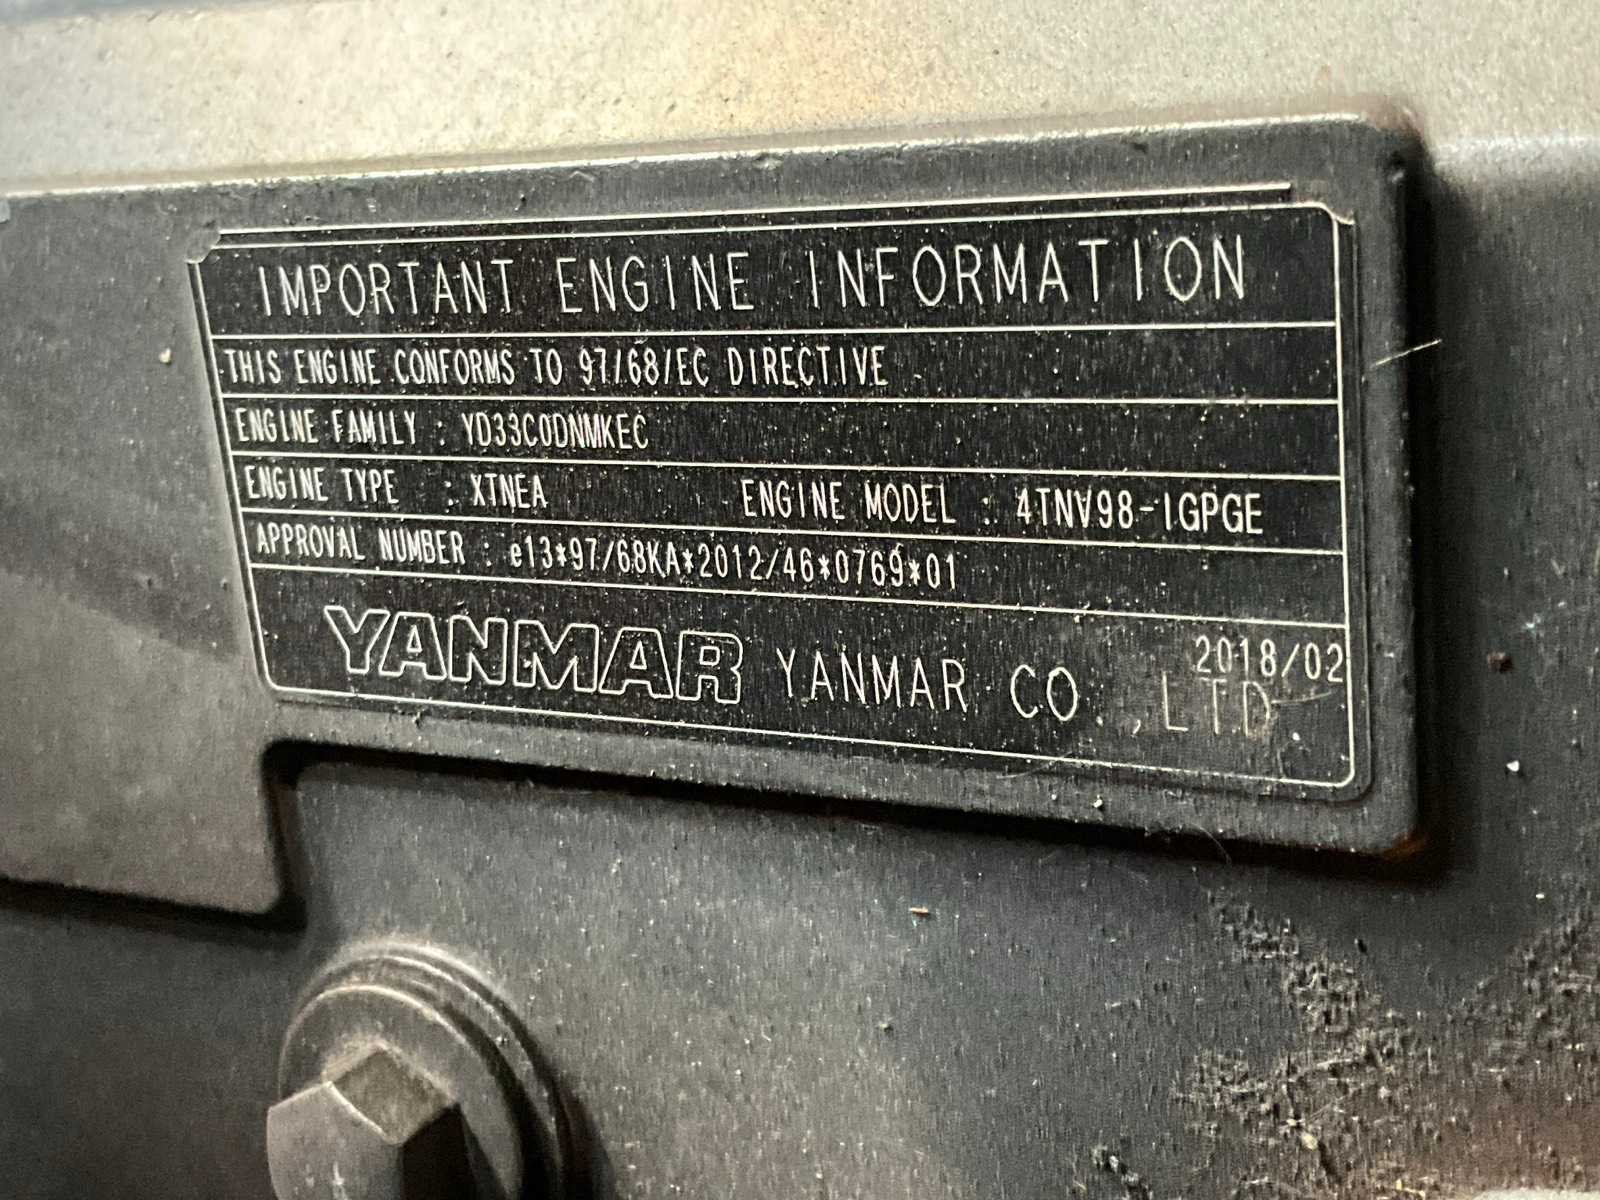 IMPORTANT ENGINE INFORMATION
THIS ENGINE CONFORMS TO 97/68/EC DIRECTIVE
ENGINE FAMILY : YD33C0DNMKEC
ENGINE TYPE : XTNEA ENGINE MODEL : 4TNV98-IGPGE
APPROVAL NUMBER : e13*97/68KA*2012/46*0769*01
2018/02
YANMAR YANMAR CO.,LTD.